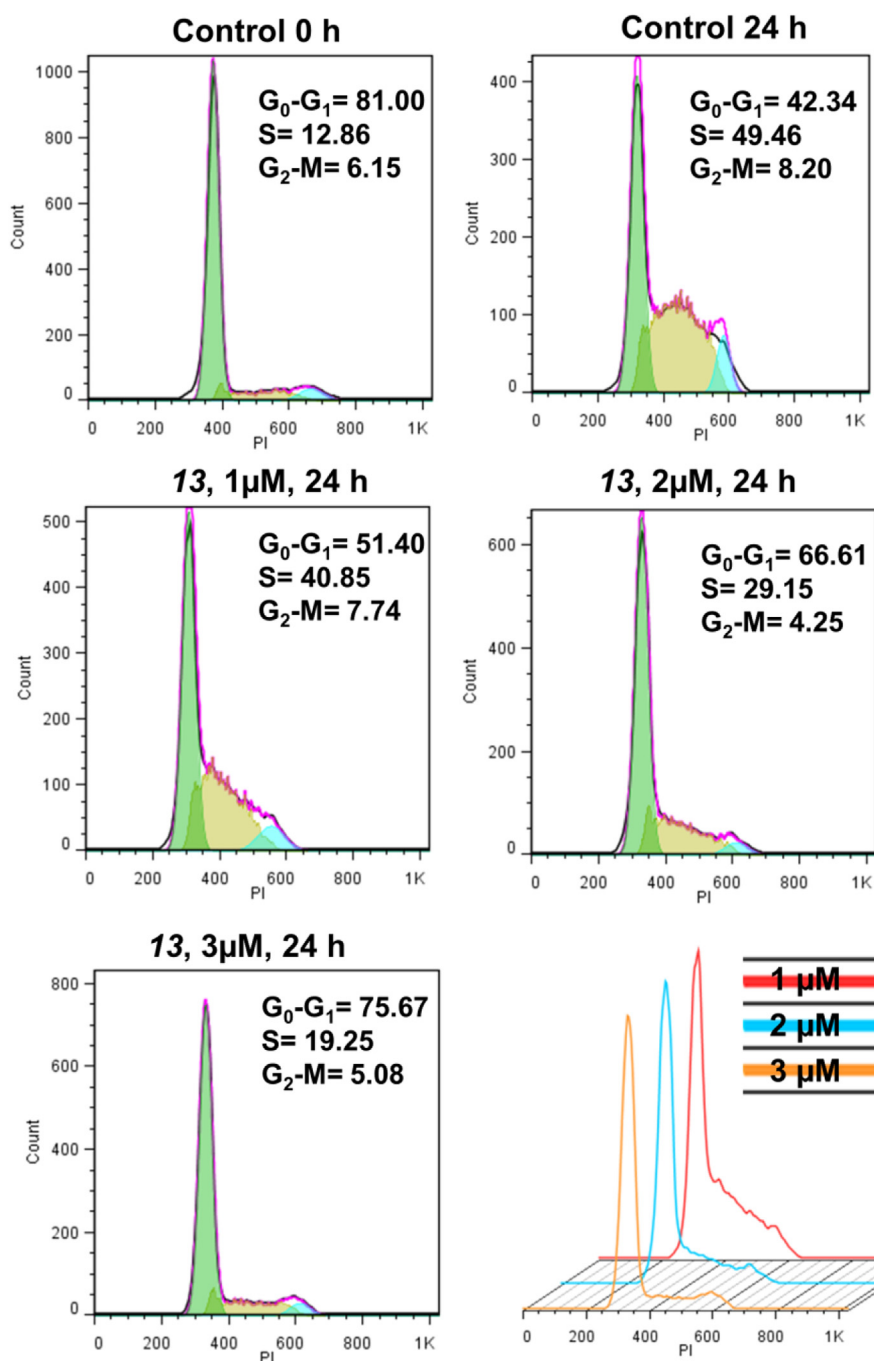 Control 0 h
1000
800
600
400
200
0
Count
G₀-G₁= 81.00
S= 12.86
G₂-M= 6.15
0 200 400 600 800 1K
PI
Control 24 h
400
300
200
100
0
Count
G₀-G₁= 42.34
S= 49.46
G₂-M= 8.20
0 200 400 600 800 1K
PI
13, 1µM, 24 h
500
400
300
200
100
0
Count
G₀-G₁= 51.40
S= 40.85
G₂-M= 7.74
0 200 400 600 800 1K
PI
13, 2µM, 24 h
600
400
200
0
Count
G₀-G₁= 66.61
S= 29.15
G₂-M= 4.25
0 200 400 600 800 1K
PI
13, 3µM, 24 h
800
600
400
200
0
Count
G₀-G₁= 75.67
S= 19.25
G₂-M= 5.08
0 200 400 600 800 1K
PI
1 µM
2 µM
3 µM
0 200 400 600 800 1K
PI